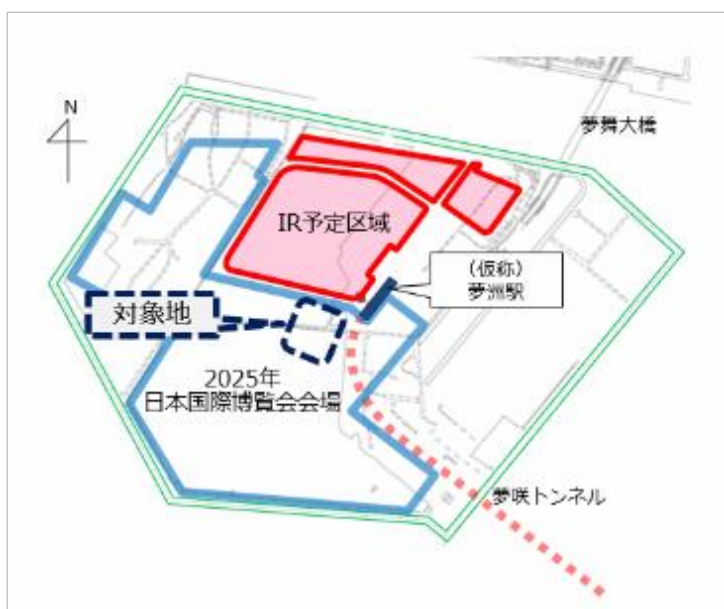 N
夢舞大橋
IR予定区域
(仮称)
夢洲駅
対象地
2025年
日本国際博覧会会場
夢咲トンネル